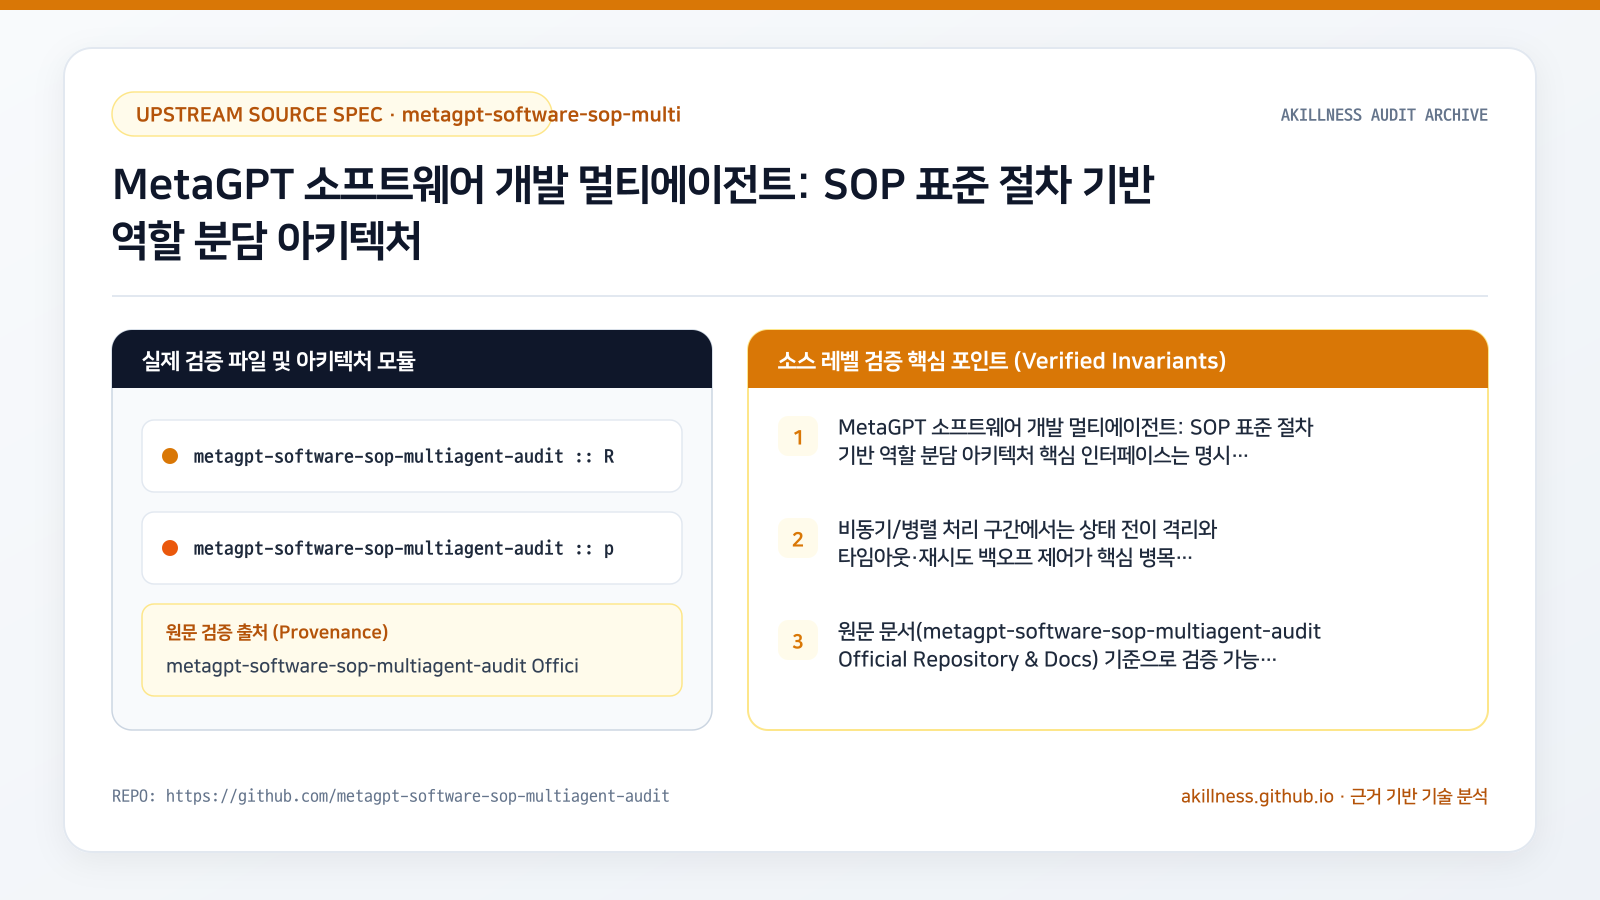 UPSTREAM SOURCE SPEC · metagpt-software-sop-multi
AKILLNESS AUDIT ARCHIVE
MetaGPT 소프트웨어 개발 멀티에이전트: SOP 표준 절차 기반
역할 분담 아키텍처
실제 검증 파일 및 아키텍처 모듈
metagpt-software-sop-multiagent-audit :: R
metagpt-software-sop-multiagent-audit :: p
원문 검증 출처 (Provenance)
metagpt-software-sop-multiagent-audit Offici
소스 레벨 검증 핵심 포인트 (Verified Invariants)
1
MetaGPT 소프트웨어 개발 멀티에이전트: SOP 표준 절차
기반 역할 분담 아키텍처 핵심 인터페이스는 명시…
2
비동기/병렬 처리 구간에서는 상태 전이 격리와
타임아웃·재시도 백오프 제어가 핵심 병목…
3
원문 문서(metagpt-software-sop-multiagent-audit
Official Repository & Docs) 기준으로 검증 가능…
REPO: https://github.com/metagpt-software-sop-multiagent-audit
akillness.github.io · 근거 기반 기술 분석